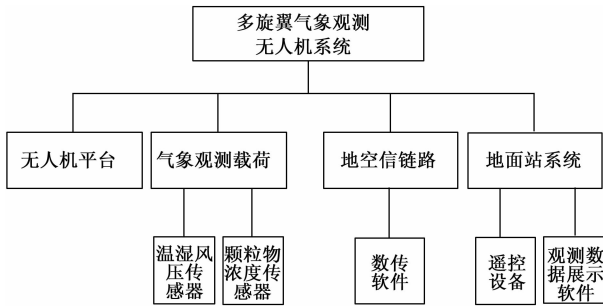 多旋翼气象观测
无人机系统
无人机平台
气象观测载荷
地空信链路
地面站系统
温湿风
压传感
感器
颗粒物
浓度传
感器
数传
软件
遥控
设备
观测数
据展示
软件